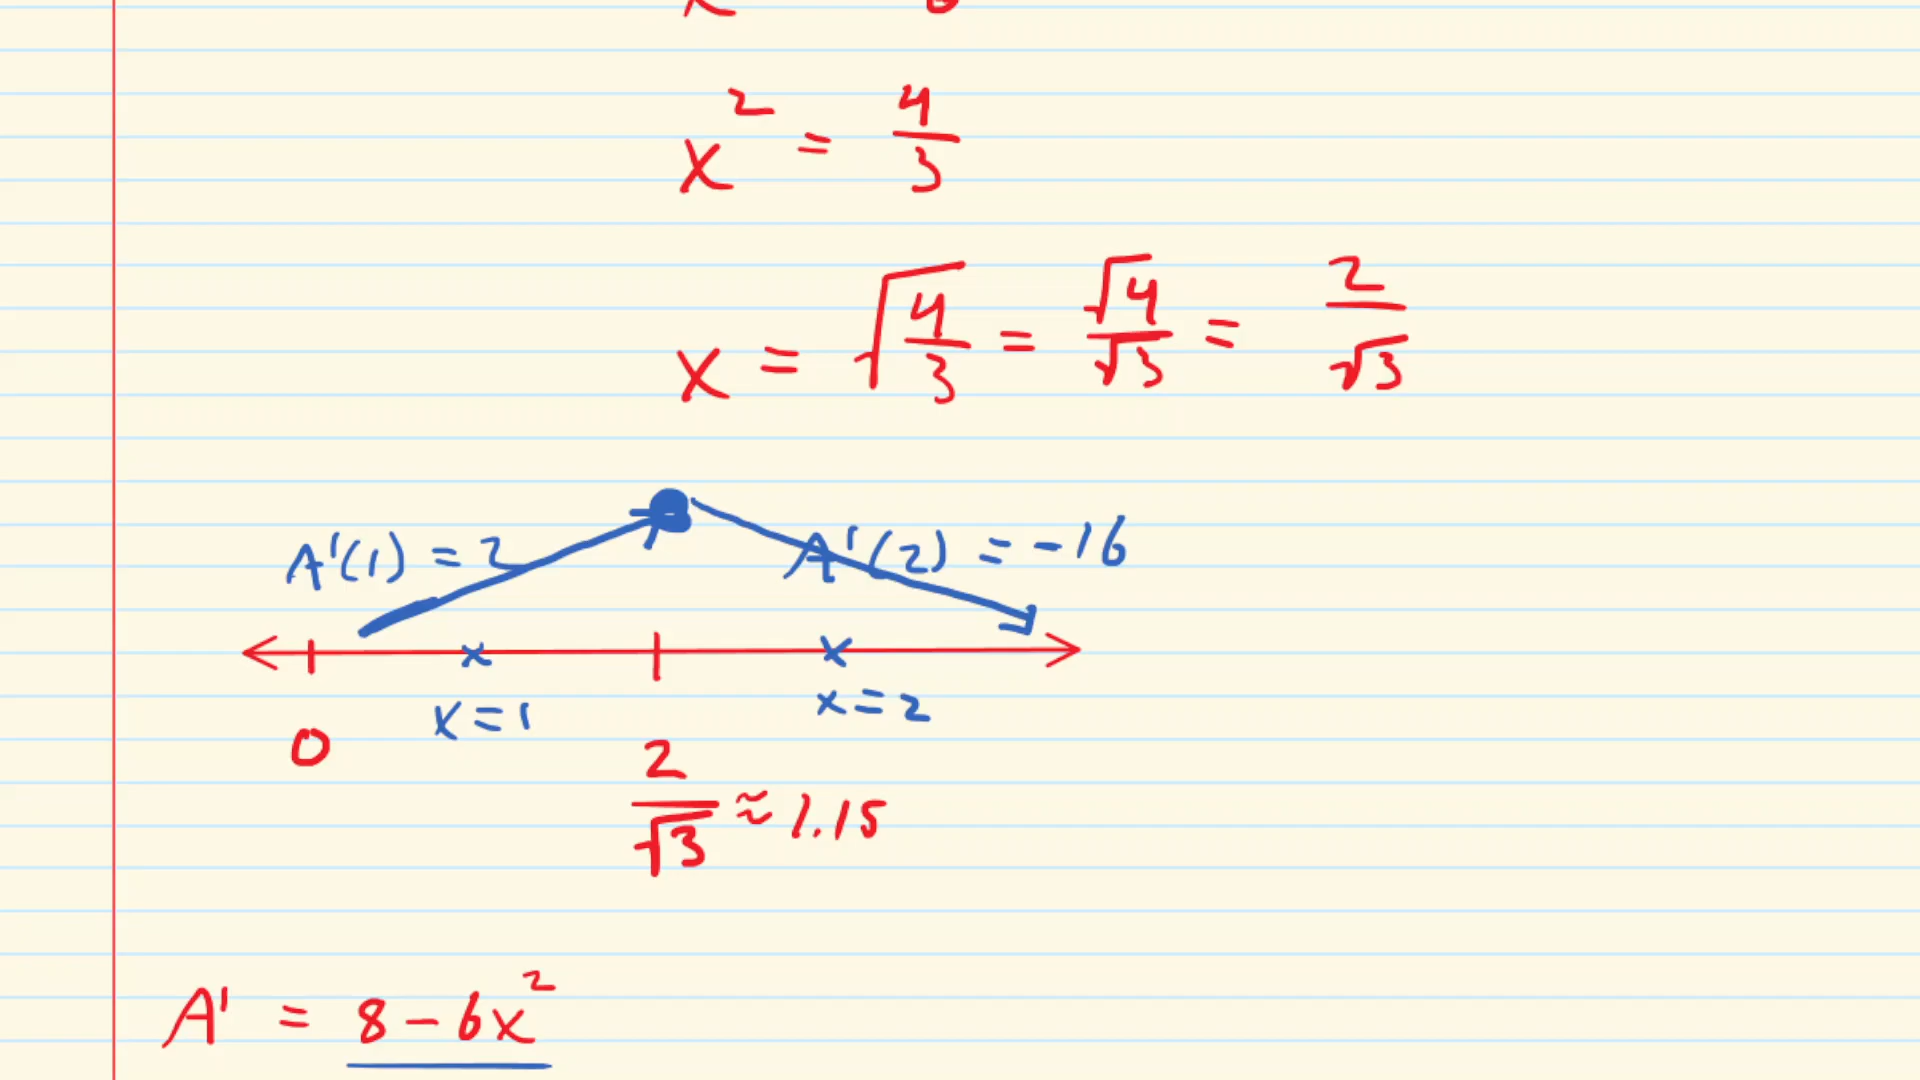 x² = 4/3
x = √(4/3) = √4/√3 = 2/√3
A'(1) = 2 A'(2) = -16
x = 1 x = 2
0 2/√3 ≈ 1.15
A' = 8 - 6x²